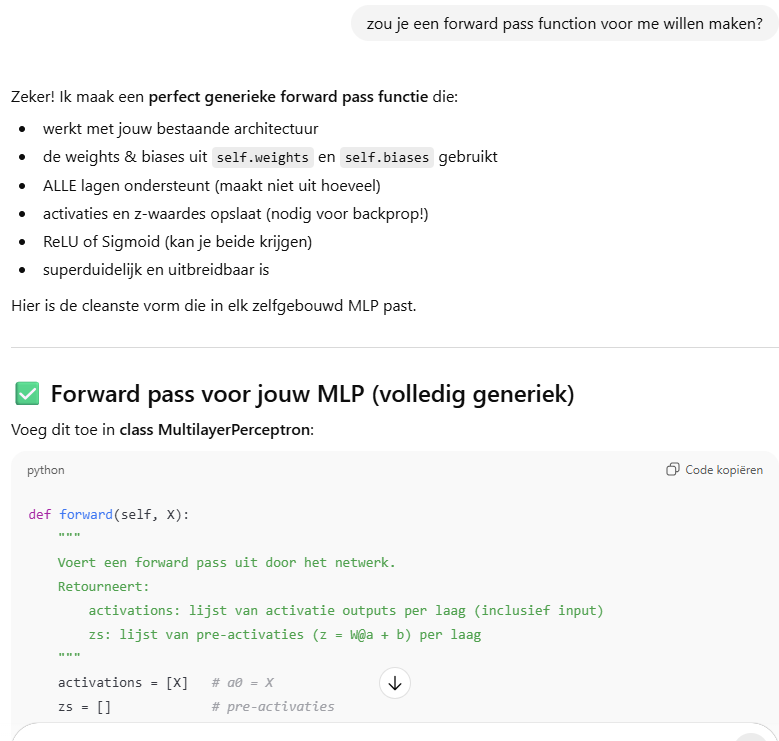 zou je een forward pass function voor me willen maken?
Zeker! Ik maak een perfect generieke forward pass functie die:
• werkt met jouw bestaande architectuur
• de weights & biases uit self.weights en self.biases gebruikt
• ALLE lagen ondersteunt (maakt niet uit hoeveel)
• activaties en z-waardes opslaat (nodig voor backprop!)
• ReLU of Sigmoid (kan je beide krijgen)
• superduidelijk en uitbreidbaar is
Hier is de cleanste vorm die in elk zelfgebouwd MLP past.
✅ Forward pass voor jouw MLP (volledig generiek)
Voeg dit toe in class MultilayerPerceptron:
python
Code kopiëren
def forward(self, X):
    """
    Voert een forward pass uit door het netwerk.
    Retourneert:
        activations: lijst van activatie outputs per laag (inclusief input)
        zs: lijst van pre-activaties (z = W@a + b) per laag
    """
    activations = [X]   # a0 = X
    zs = []             # pre-activaties